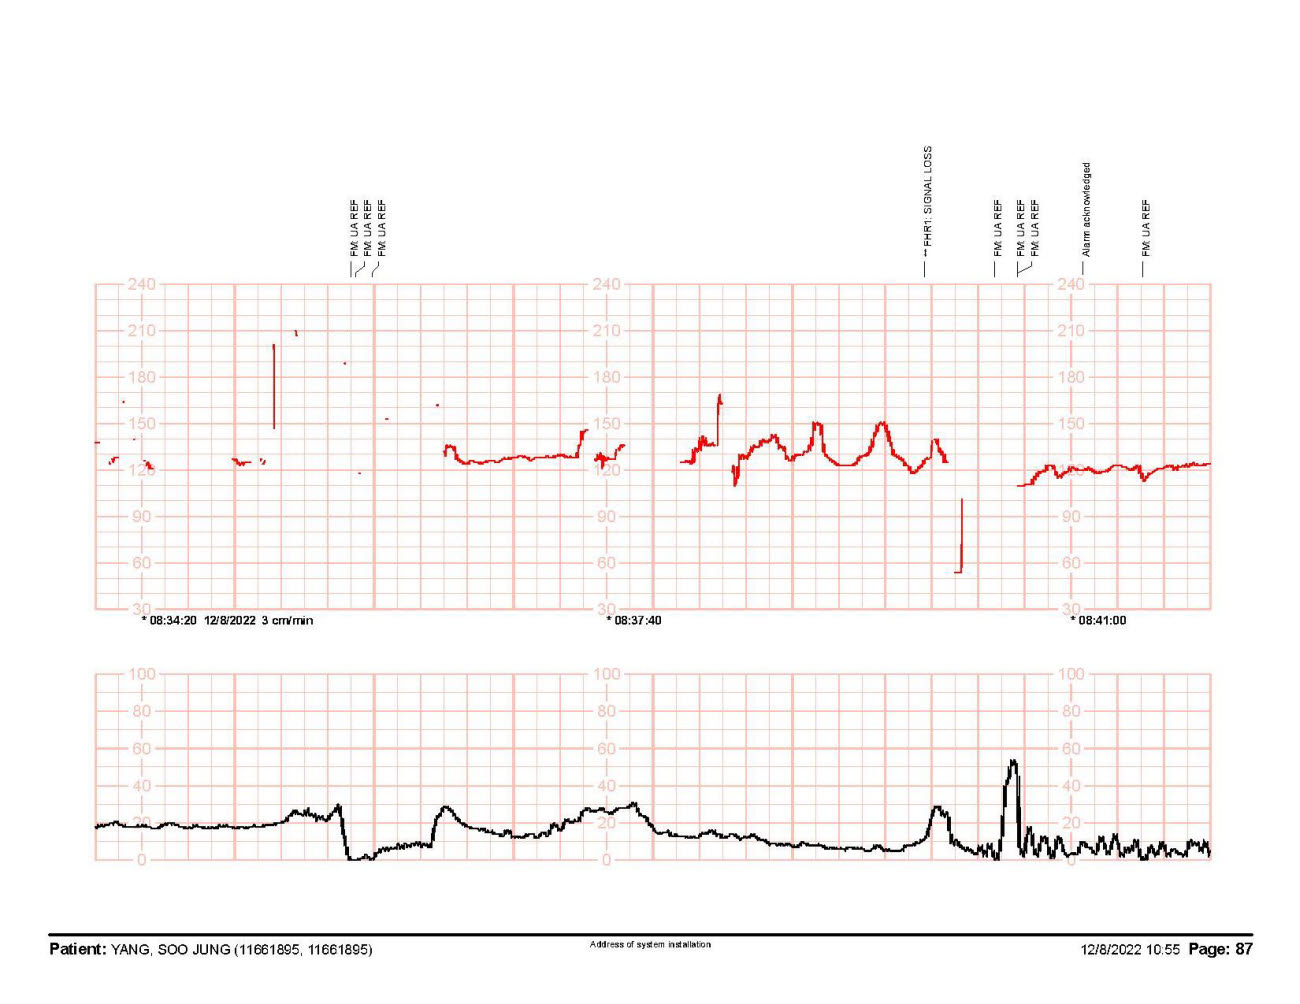 FM: UA REF
FM: UA REF
FM: UA REF
↔ FHR1: SIGNAL LOSS
FM: UA REF
FM: UA REF
FM: UA REF
Alarm acknowledged
FM: UA REF
240 240 240
210 210 210
180 180 180
150 150 150
120 120 120
90 90 90
60 60 60
30 30 30
* 08:34:20 12/8/2022 3 cm/min * 08:37:40 * 08:41:00
100 100 100
80 80 80
60 60 60
40 40 40
20 20 20
0 0 0
Patient: YANG, SOO JUNG (11661895, 11661895) Address of system installation 12/8/2022 10:55 Page: 87